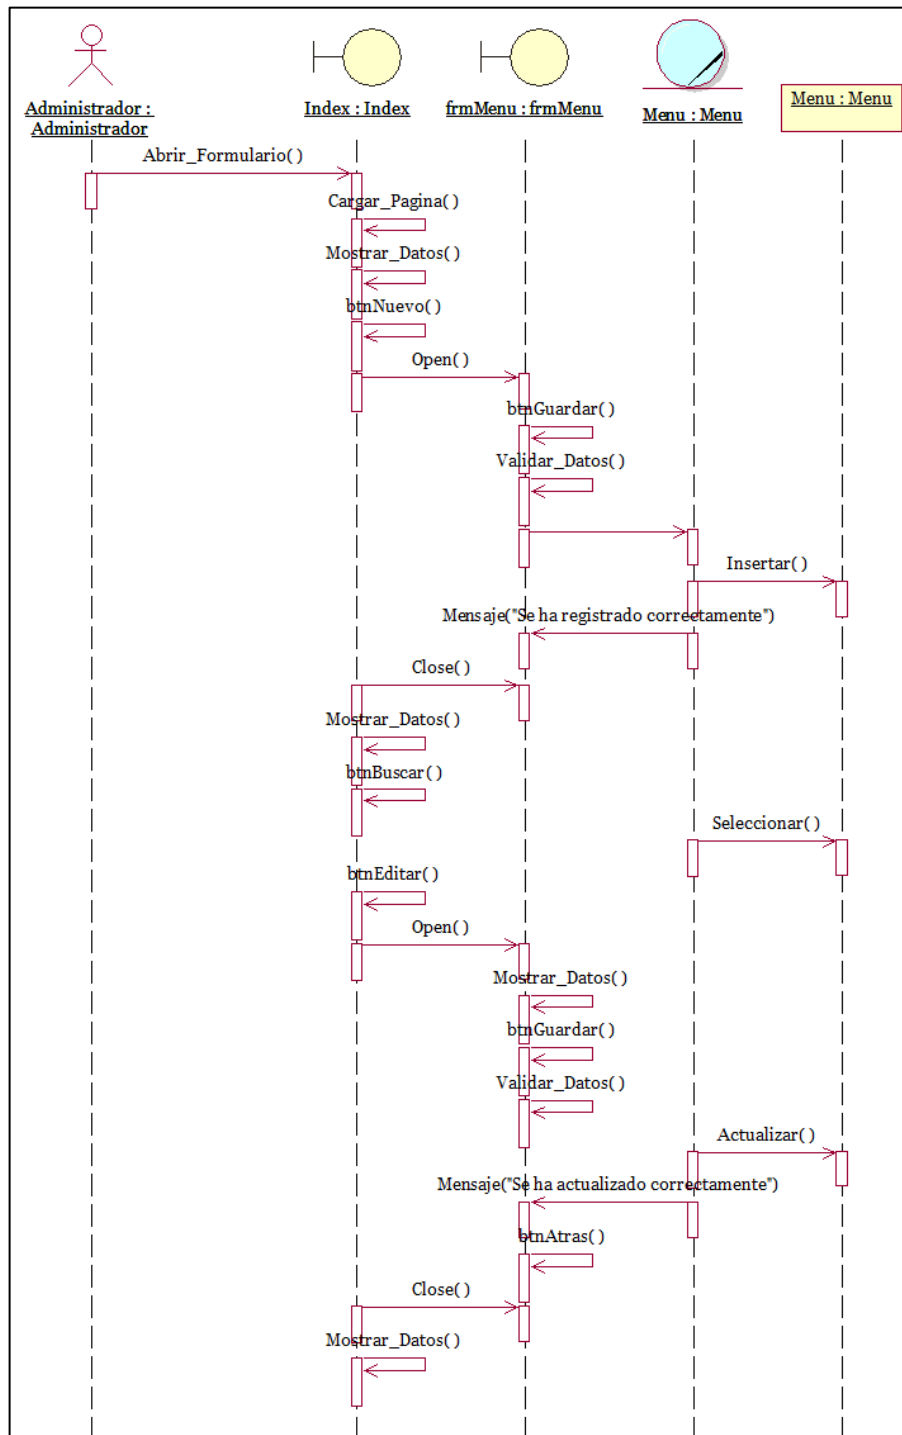 Administrador :
Administrador
Index : Index
frmMenu : frmMenu
Menu : Menu
Menu : Menu
Abrir_Formulario( )
Cargar_Pagina( )
Mostrar_Datos( )
btnNuevo( )
Open( )
btnGuardar( )
Validar_Datos( )
Insertar( )
Mensaje("Se ha registrado correctamente")
Close( )
Mostrar_Datos( )
btnBuscar( )
Seleccionar( )
btnEditar( )
Open( )
Mostrar_Datos( )
btnGuardar( )
Validar_Datos( )
Actualizar( )
Mensaje("Se ha actualizado correctamente")
btnAtras( )
Close( )
Mostrar_Datos( )